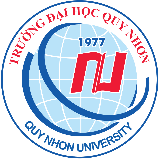 TRƯỜNG ĐẠI HỌC QUY NHƠN
1977
QUY NHON UNIVERSITY